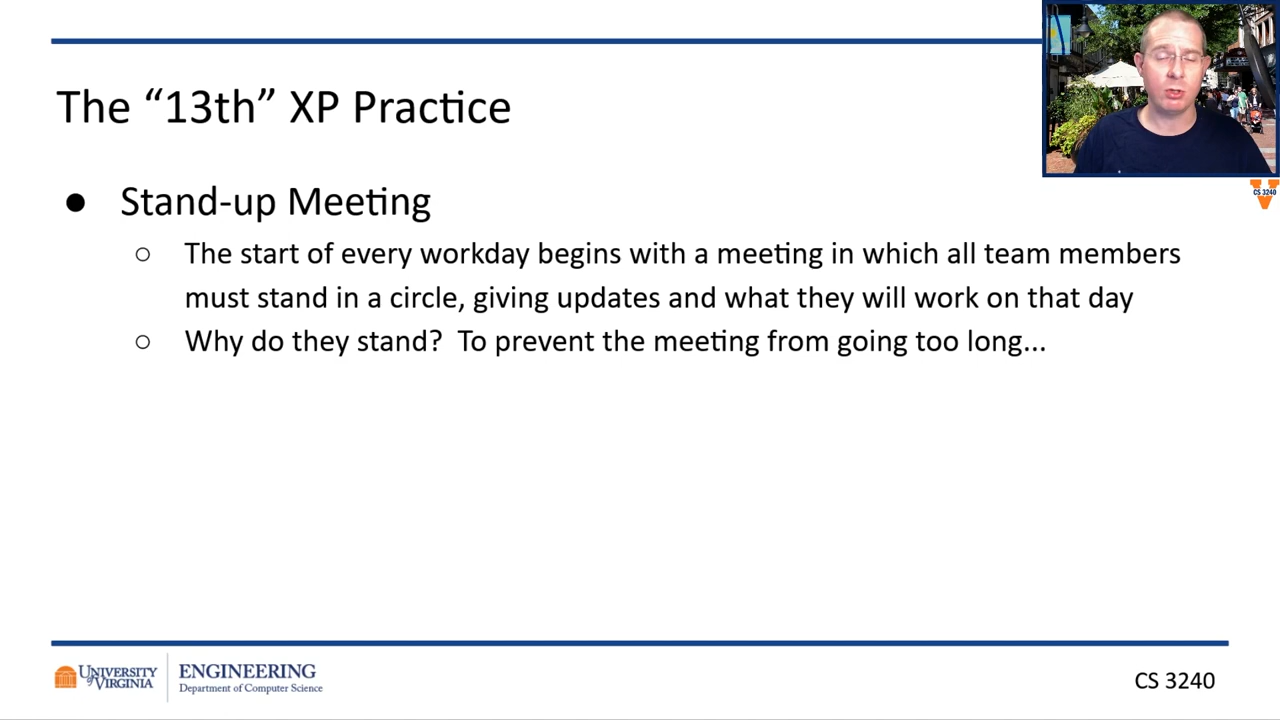 The “13th” XP Practice
● Stand-up Meeting
○ The start of every workday begins with a meeting in which all team members
must stand in a circle, giving updates and what they will work on that day
○ Why do they stand?  To prevent the meeting from going too long...
CS 3240
UNIVERSITY
of VIRGINIA
ENGINEERING
Department of Computer Science
CS 3240